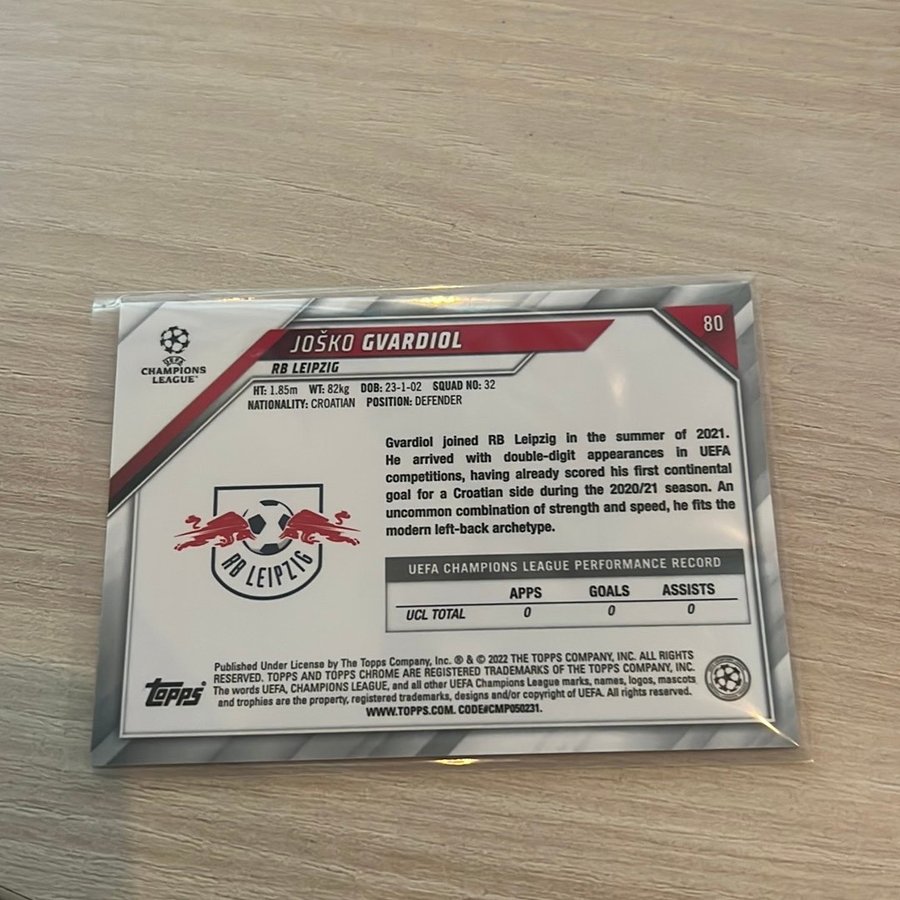 UEFA
CHAMPIONS
LEAGUE
JOŠKO GVARDIOL
80
RB LEIPZIG
HT: 1.85m WT: 82kg DOB: 23-1-02 SQUAD NO: 32
NATIONALITY: CROATIAN POSITION: DEFENDER
Gvardiol joined RB Leipzig in the summer of 2021.
He arrived with double-digit appearances in UEFA
competitions, having already scored his first continental
goal for a Croatian side during the 2020/21 season. An
uncommon combination of strength and speed, he fits the
modern left-back archetype.
RB LEIPZIG
UEFA CHAMPIONS LEAGUE PERFORMANCE RECORD
APPS GOALS ASSISTS
UCL TOTAL 0 0 0
Topps®
Published Under License by The Topps Company, Inc. ® & © 2022 THE TOPPS COMPANY, INC. ALL RIGHTS
RESERVED. TOPPS AND TOPPS CHROME ARE REGISTERED TRADEMARKS OF THE TOPPS COMPANY, INC.
The words UEFA, CHAMPIONS LEAGUE, and all other UEFA Champions League marks, names, logos, mascots
and trophies are the property, registered trademarks, designs and/or copyright of UEFA. All rights reserved.
WWW.TOPPS.COM. CODE#CMP050231.